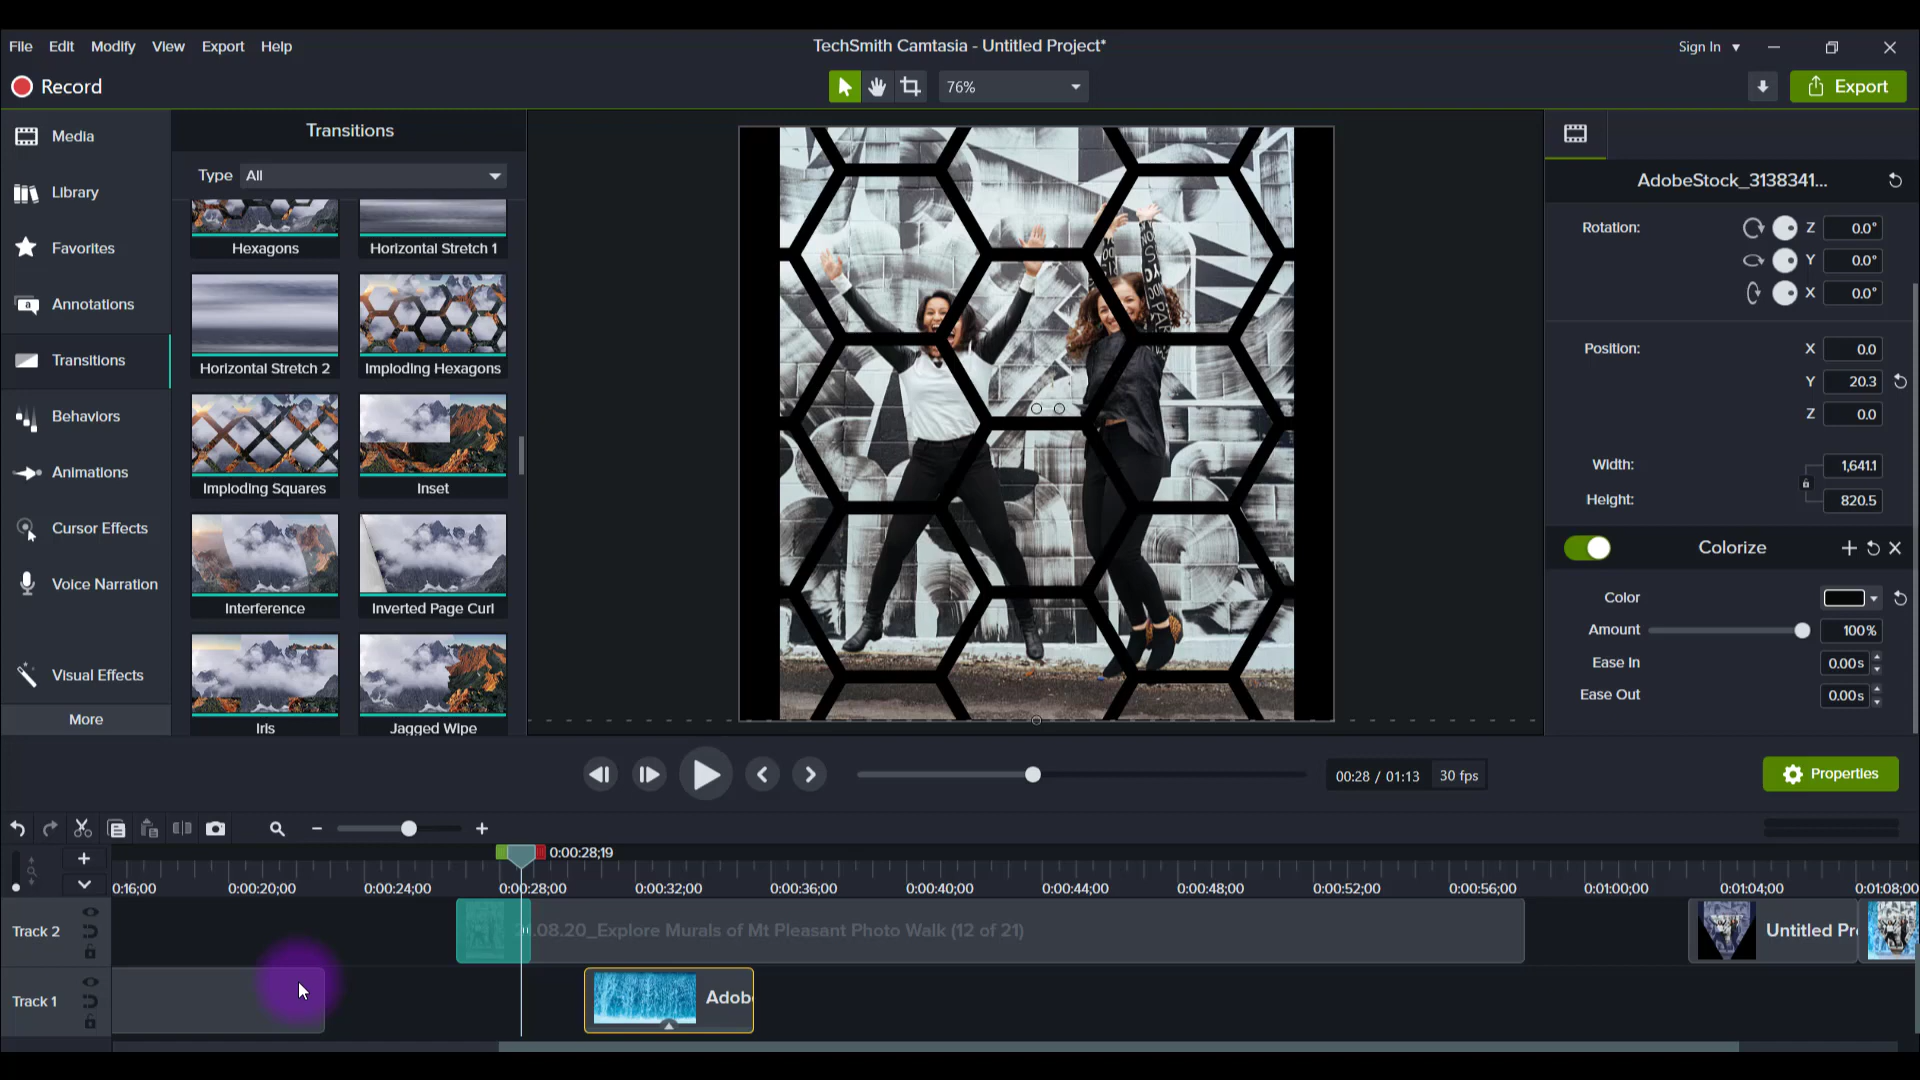 File Edit Modify View Export Help
TechSmith Camtasia - Untitled Project*
Sign In
Record
76%
Export
Media
Library
Favorites
Annotations
Transitions
Behaviors
Animations
Cursor Effects
Voice Narration
Visual Effects
More
Transitions
Type All
Hexagons Horizontal Stretch 1
Horizontal Stretch 2 Imploding Hexagons
Imploding Squares Inset
Interference Inverted Page Curl
Iris Jagged Wipe
AdobeStock_3138341...
Rotation: Z 0.0°
Y 0.0°
X 0.0°
Position: X 0.0
Y 20.3
Z 0.0
Width: 1,641.1
Height: 820.5
Colorize
Color
Amount 100%
Ease In 0.00s
Ease Out 0.00s
00:28 / 01:13 30 fps
Properties
0:00:28;19
0:16;00 0:00:20;00 0:00:24;00 0:00:28;00 0:00:32;00 0:00:36;00 0:00:40;00 0:00:44;00 0:00:48;00 0:00:52;00 0:00:56;00 0:01:00;00 0:01:04;00 0:01:08;00
Track 2
.08.20_Explore Murals of Mt Pleasant Photo Walk (12 of 21)
Untitled Pr
Track 1
Adob